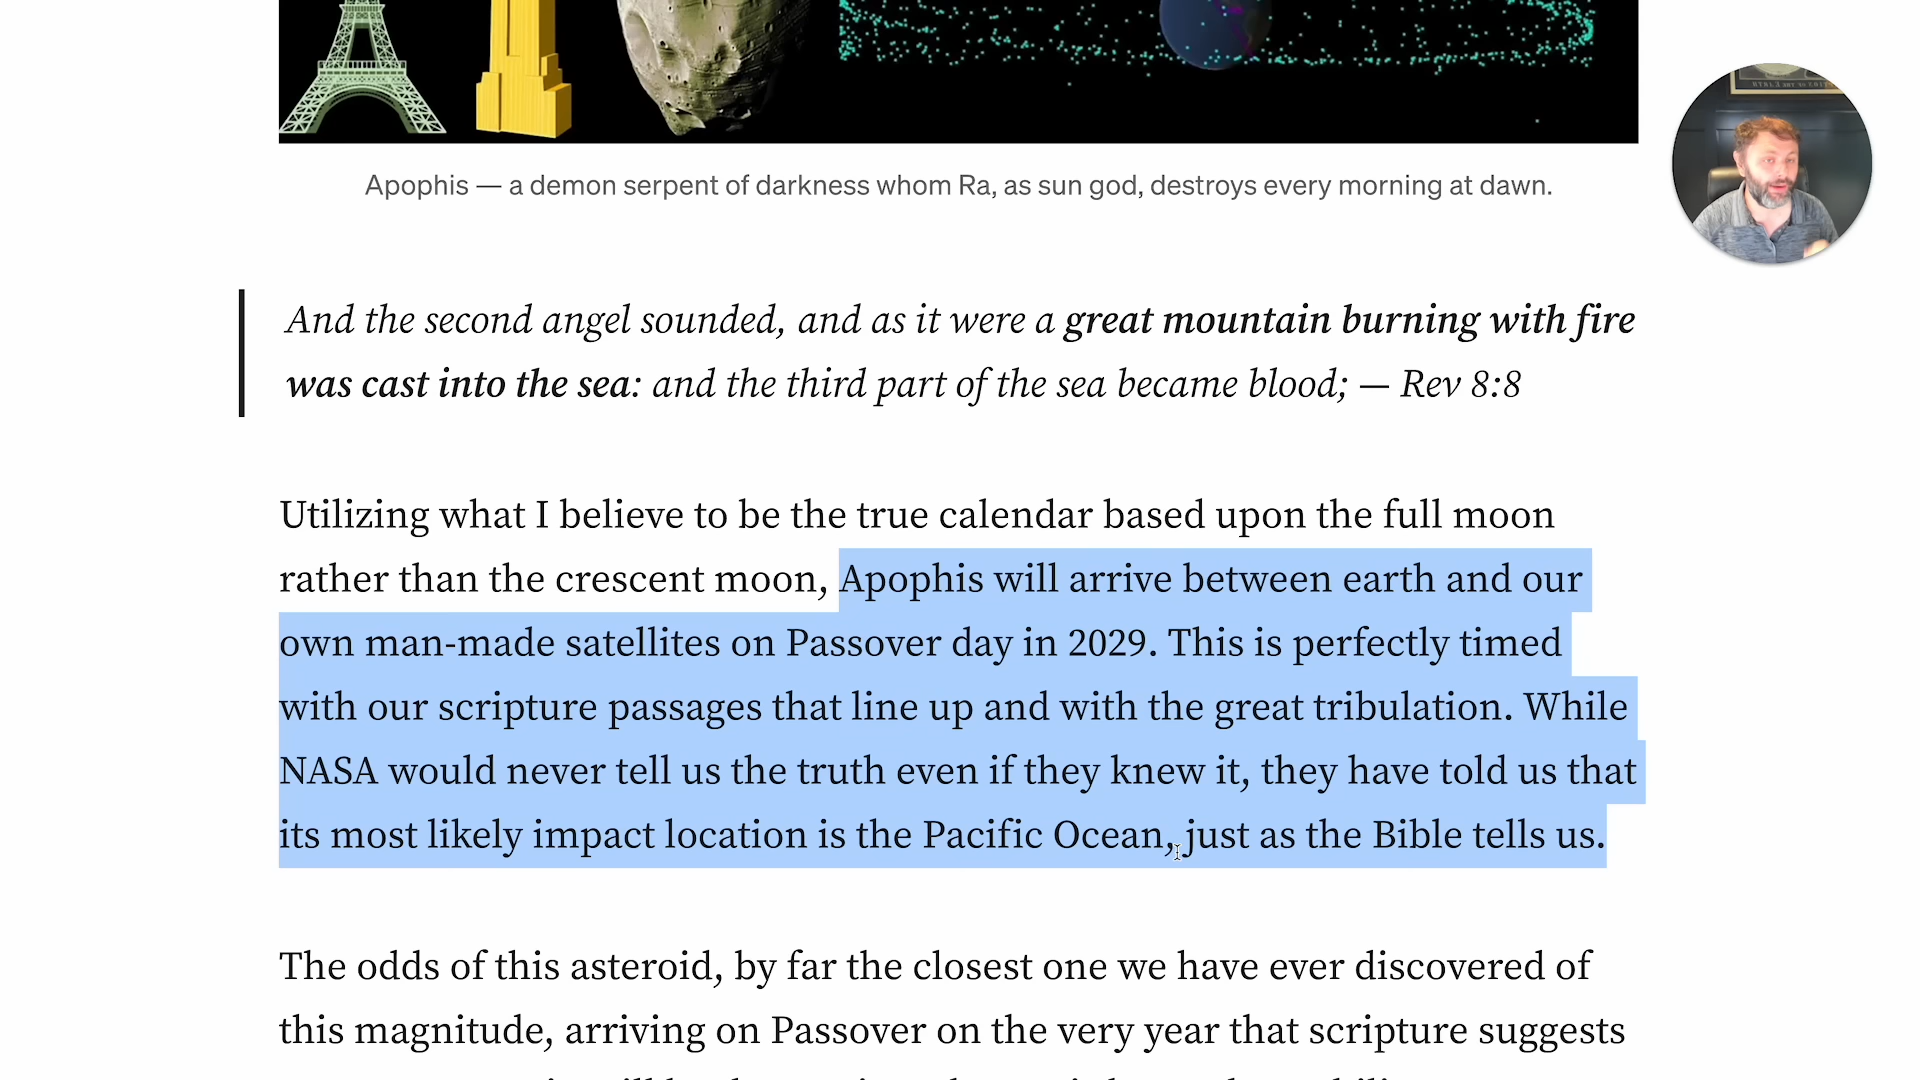 Apophis — a demon serpent of darkness whom Ra, as sun god, destroys every morning at dawn.
And the second angel sounded, and as it were a great mountain burning with fire
was cast into the sea: and the third part of the sea became blood; — Rev 8:8
Utilizing what I believe to be the true calendar based upon the full moon
rather than the crescent moon, Apophis will arrive between earth and our
own man-made satellites on Passover day in 2029. This is perfectly timed
with our scripture passages that line up and with the great tribulation. While
NASA would never tell us the truth even if they knew it, they have told us that
its most likely impact location is the Pacific Ocean, just as the Bible tells us.
The odds of this asteroid, by far the closest one we have ever discovered of
this magnitude, arriving on Passover on the very year that scripture suggests